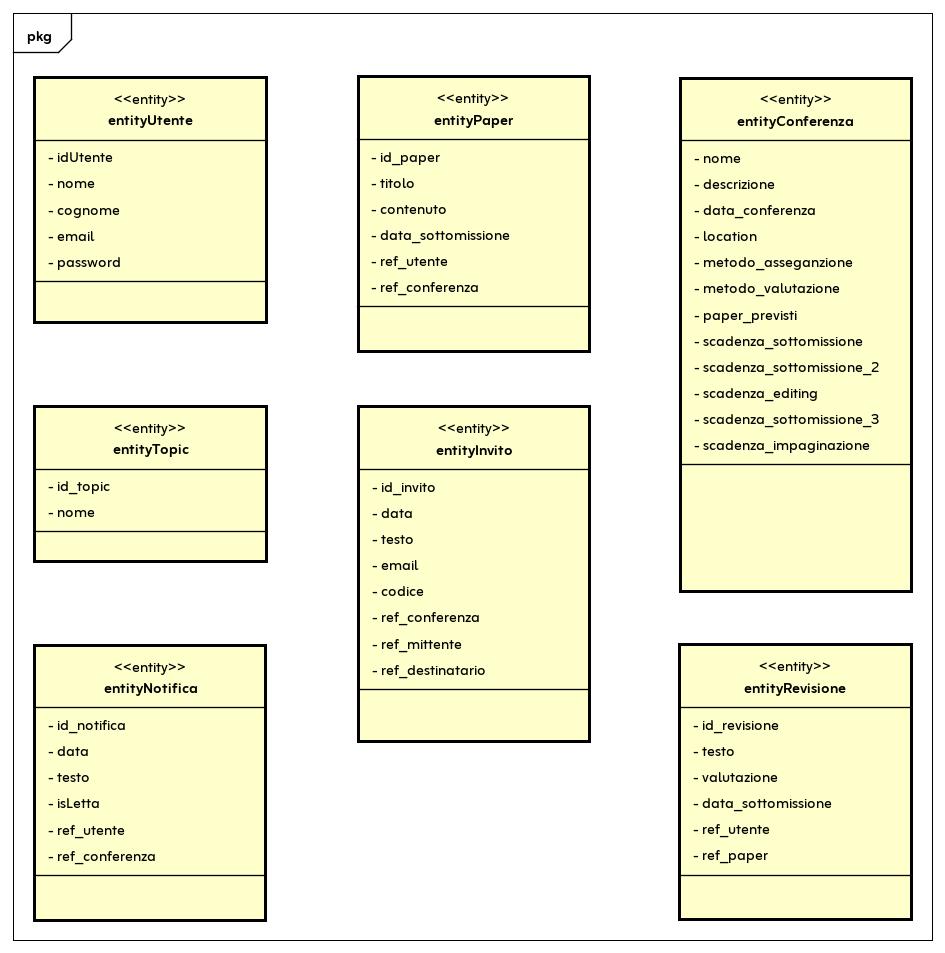 pkg
<<entity>>
entityUtente
- idUtente
- nome
- cognome
- email
- password
<<entity>>
entityPaper
- id_paper
- titolo
- contenuto
- data_sottomissione
- ref_utente
- ref_conferenza
<<entity>>
entityConferenza
- nome
- descrizione
- data_conferenza
- location
- metodo_asseganzione
- metodo_valutazione
- paper_previsti
- scadenza_sottomissione
- scadenza_sottomissione_2
- scadenza_editing
- scadenza_sottomissione_3
- scadenza_impaginazione
<<entity>>
entityTopic
- id_topic
- nome
<<entity>>
entityInvito
- id_invito
- data
- testo
- email
- codice
- ref_conferenza
- ref_mittente
- ref_destinatario
<<entity>>
entityNotifica
- id_notifica
- data
- testo
- isLetta
- ref_utente
- ref_conferenza
<<entity>>
entityRevisione
- id_revisione
- testo
- valutazione
- data_sottomissione
- ref_utente
- ref_paper